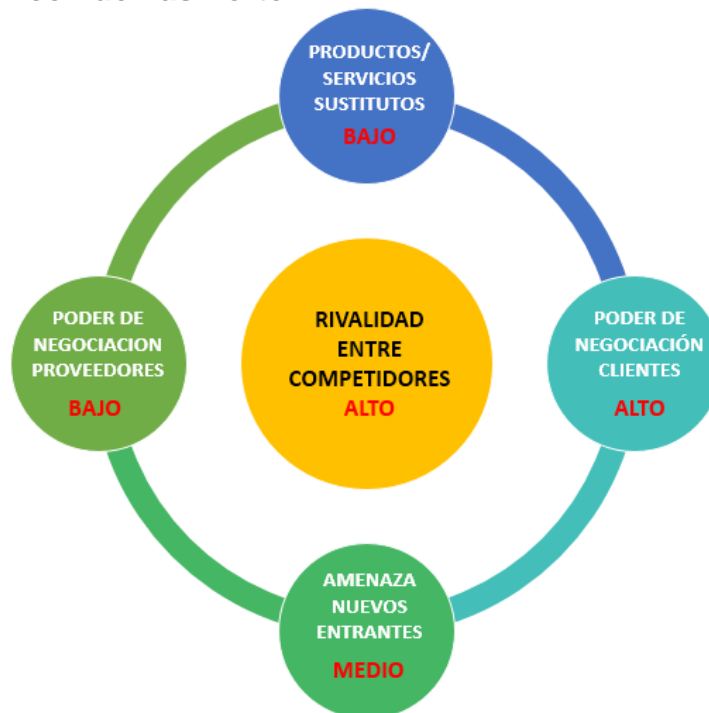 PRODUCTOS/
SERVICIOS
SUSTITUTOS
BAJO
PODER DE
NEGOCIACION
PROVEEDORES
BAJO
RIVALIDAD
ENTRE
COMPETIDORES
ALTO
PODER DE
NEGOCIACIÓN
CLIENTES
ALTO
AMENAZA
NUEVOS
ENTRANTES
MEDIO